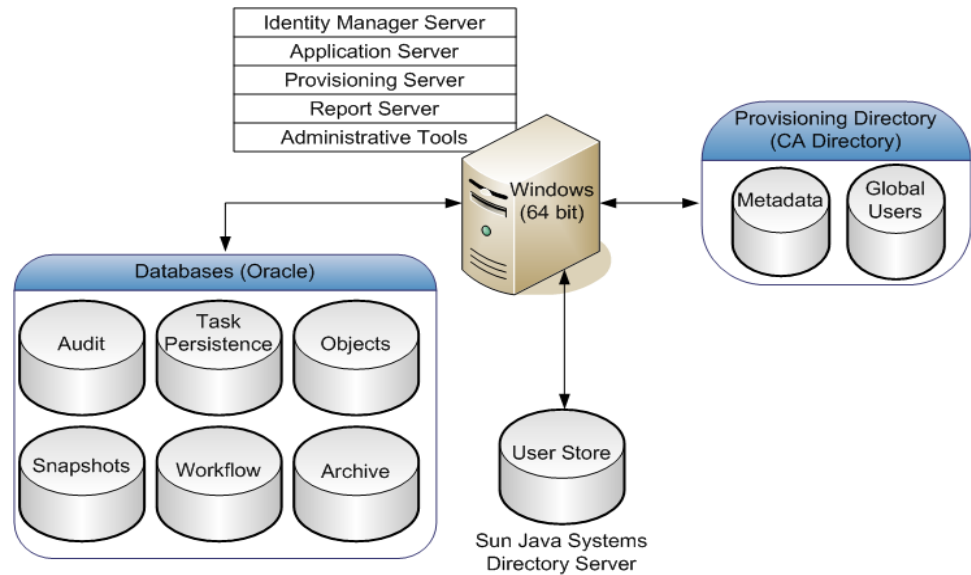 Identity Manager Server
Application Server
Provisioning Server
Report Server
Administrative Tools
Windows
(64 bit)
Provisioning Directory
(CA Directory)
Metadata
Global
Users
Databases (Oracle)
Audit
Task
Persistence
Objects
Snapshots
Workflow
Archive
User Store
Sun Java Systems
Directory Server